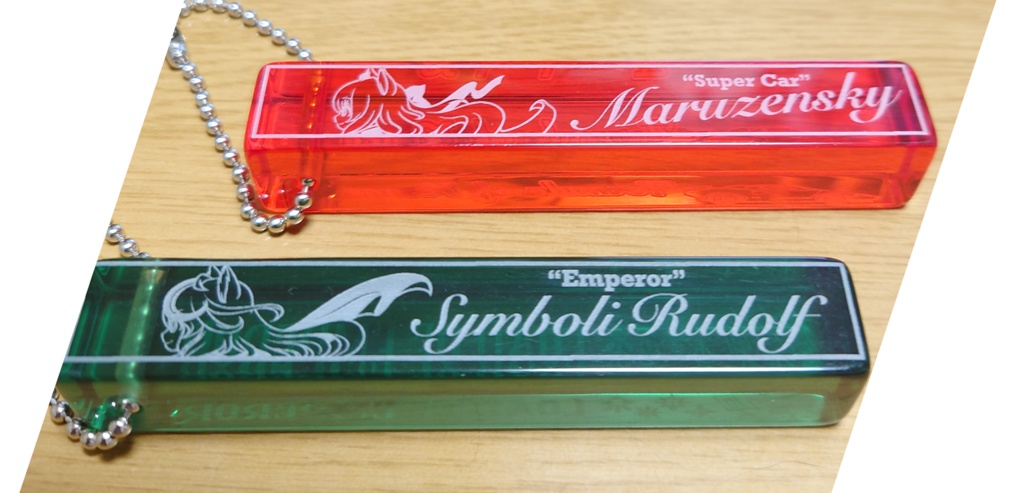 “Super Car”
Maruzensky
“Emperor”
Symboli Rudolf